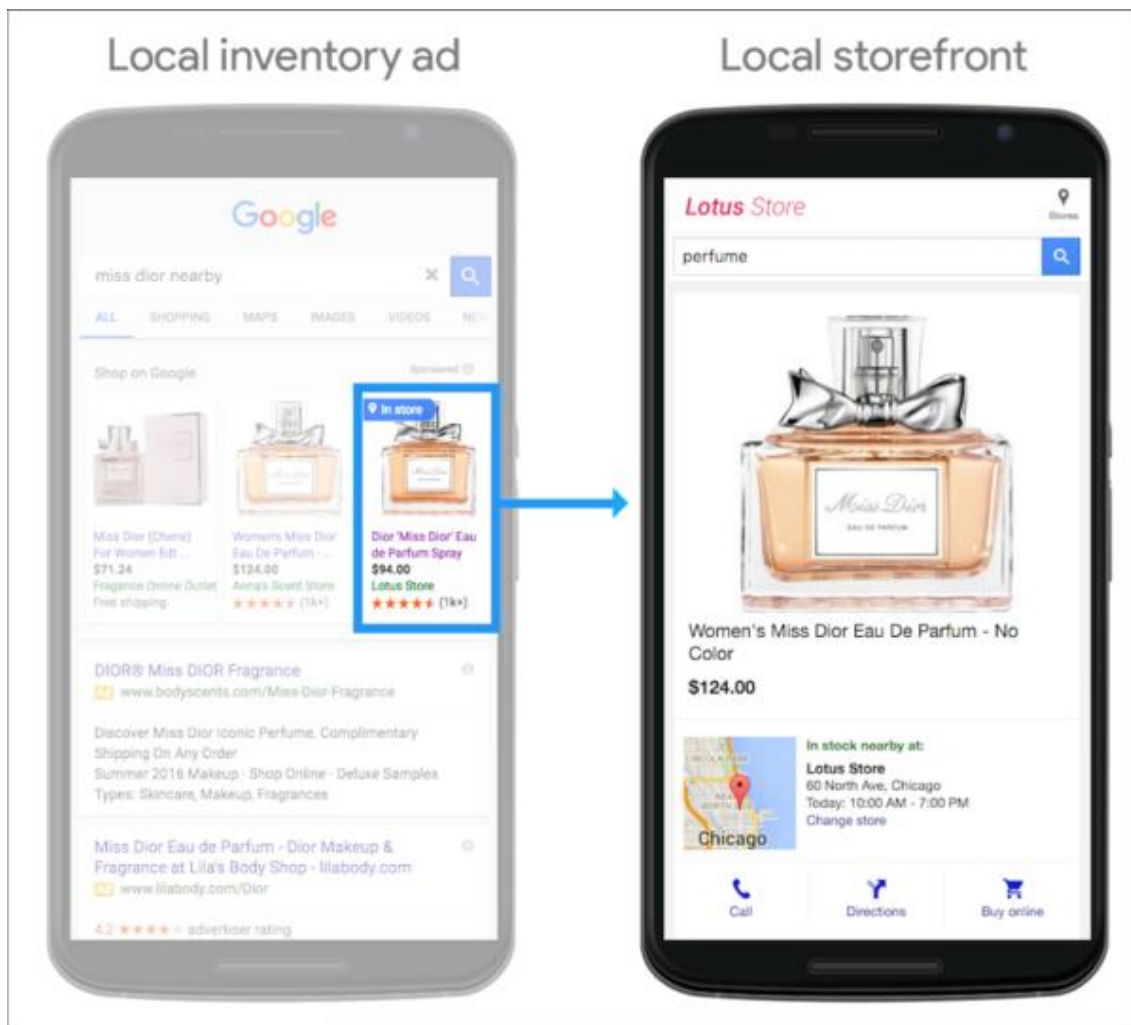 Local inventory ad
Local storefront
Google
miss dior nearby
ALL SHOPPING MAPS IMAGES VIDEOS NE
Shop on Google
Sponsored
In store
Miss Dior (Cherie)
For Women Edt ...
$71.24
Fragance Online Outlet
Free shipping
Women's Miss Dior
Eau De Parfum - ...
$124.00
Anna's Scent Store
(1k+)
Dior 'Miss Dior' Eau
de Parfum Spray
$94.00
Lotus Store
(1k+)
DIOR® Miss DIOR Fragrance
www.bodyscents.com/Miss-Dior-Fragrance
Discover Miss Dior Iconic Perfume. Complimentary
Shipping On Any Order
Summer 2016 Makeup · Shop Online · Deluxe Samples
Types: Skincare, Makeup, Fragrances
Miss Dior Eau de Parfum - Dior Makeup &
Fragrance at Lila's Body Shop - lilabody.com
www.lilabody.com/Dior
4.2 ★★★★★ advertiser rating
Lotus Store
Stores
perfume
Miss Dior
EAU DE PARFUM
Women's Miss Dior Eau De Parfum - No
Color
$124.00
Chicago
In stock nearby at:
Lotus Store
60 North Ave, Chicago
Today: 10:00 AM - 7:00 PM
Change store
Call
Directions
Buy online